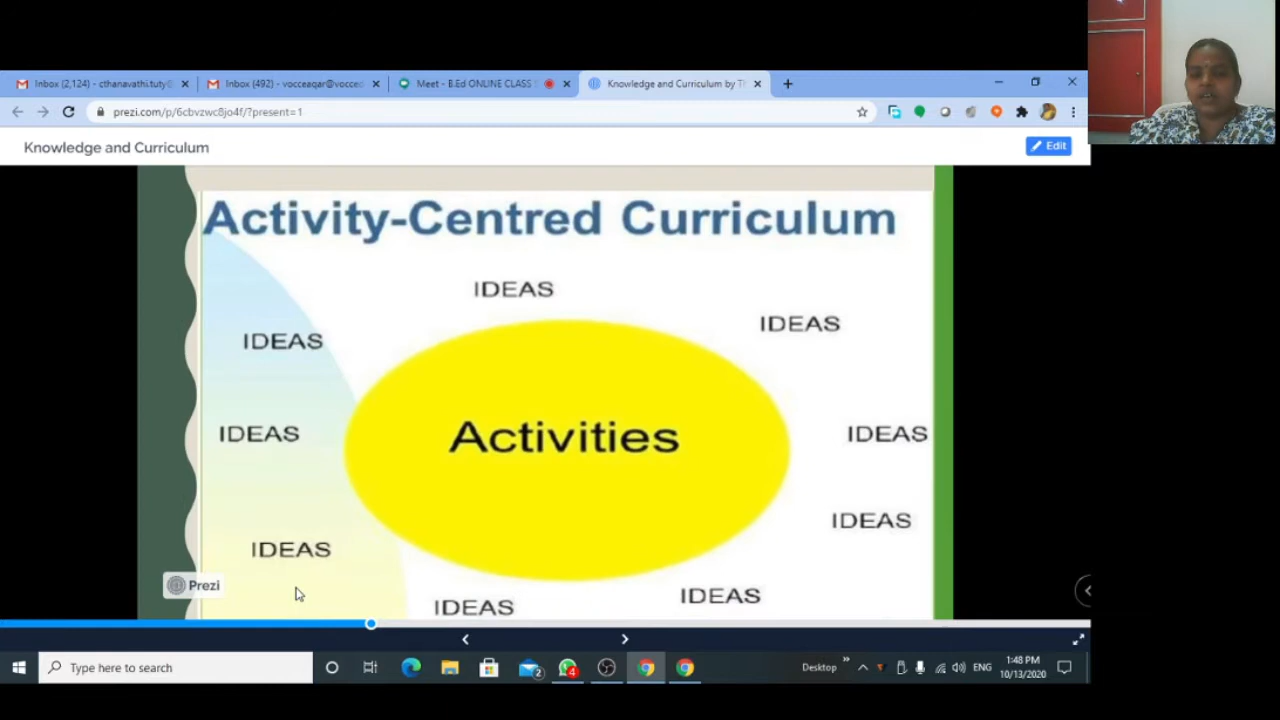 Inbox (2,124) - cthanavathi.tuty@
Inbox (492) - vocceaqar@vocce
Meet - B.Ed ONLINE CLASS
Knowledge and Curriculum by T
prezi.com/p/6cbvzwc8jo4f/?present=1
Knowledge and Curriculum
Edit
Activity-Centred Curriculum
IDEAS
IDEAS
IDEAS
Activities
IDEAS
IDEAS
IDEAS
IDEAS
Prezi
IDEAS
IDEAS
Type here to search
2
4
Desktop
ENG
1:48 PM
10/13/2020